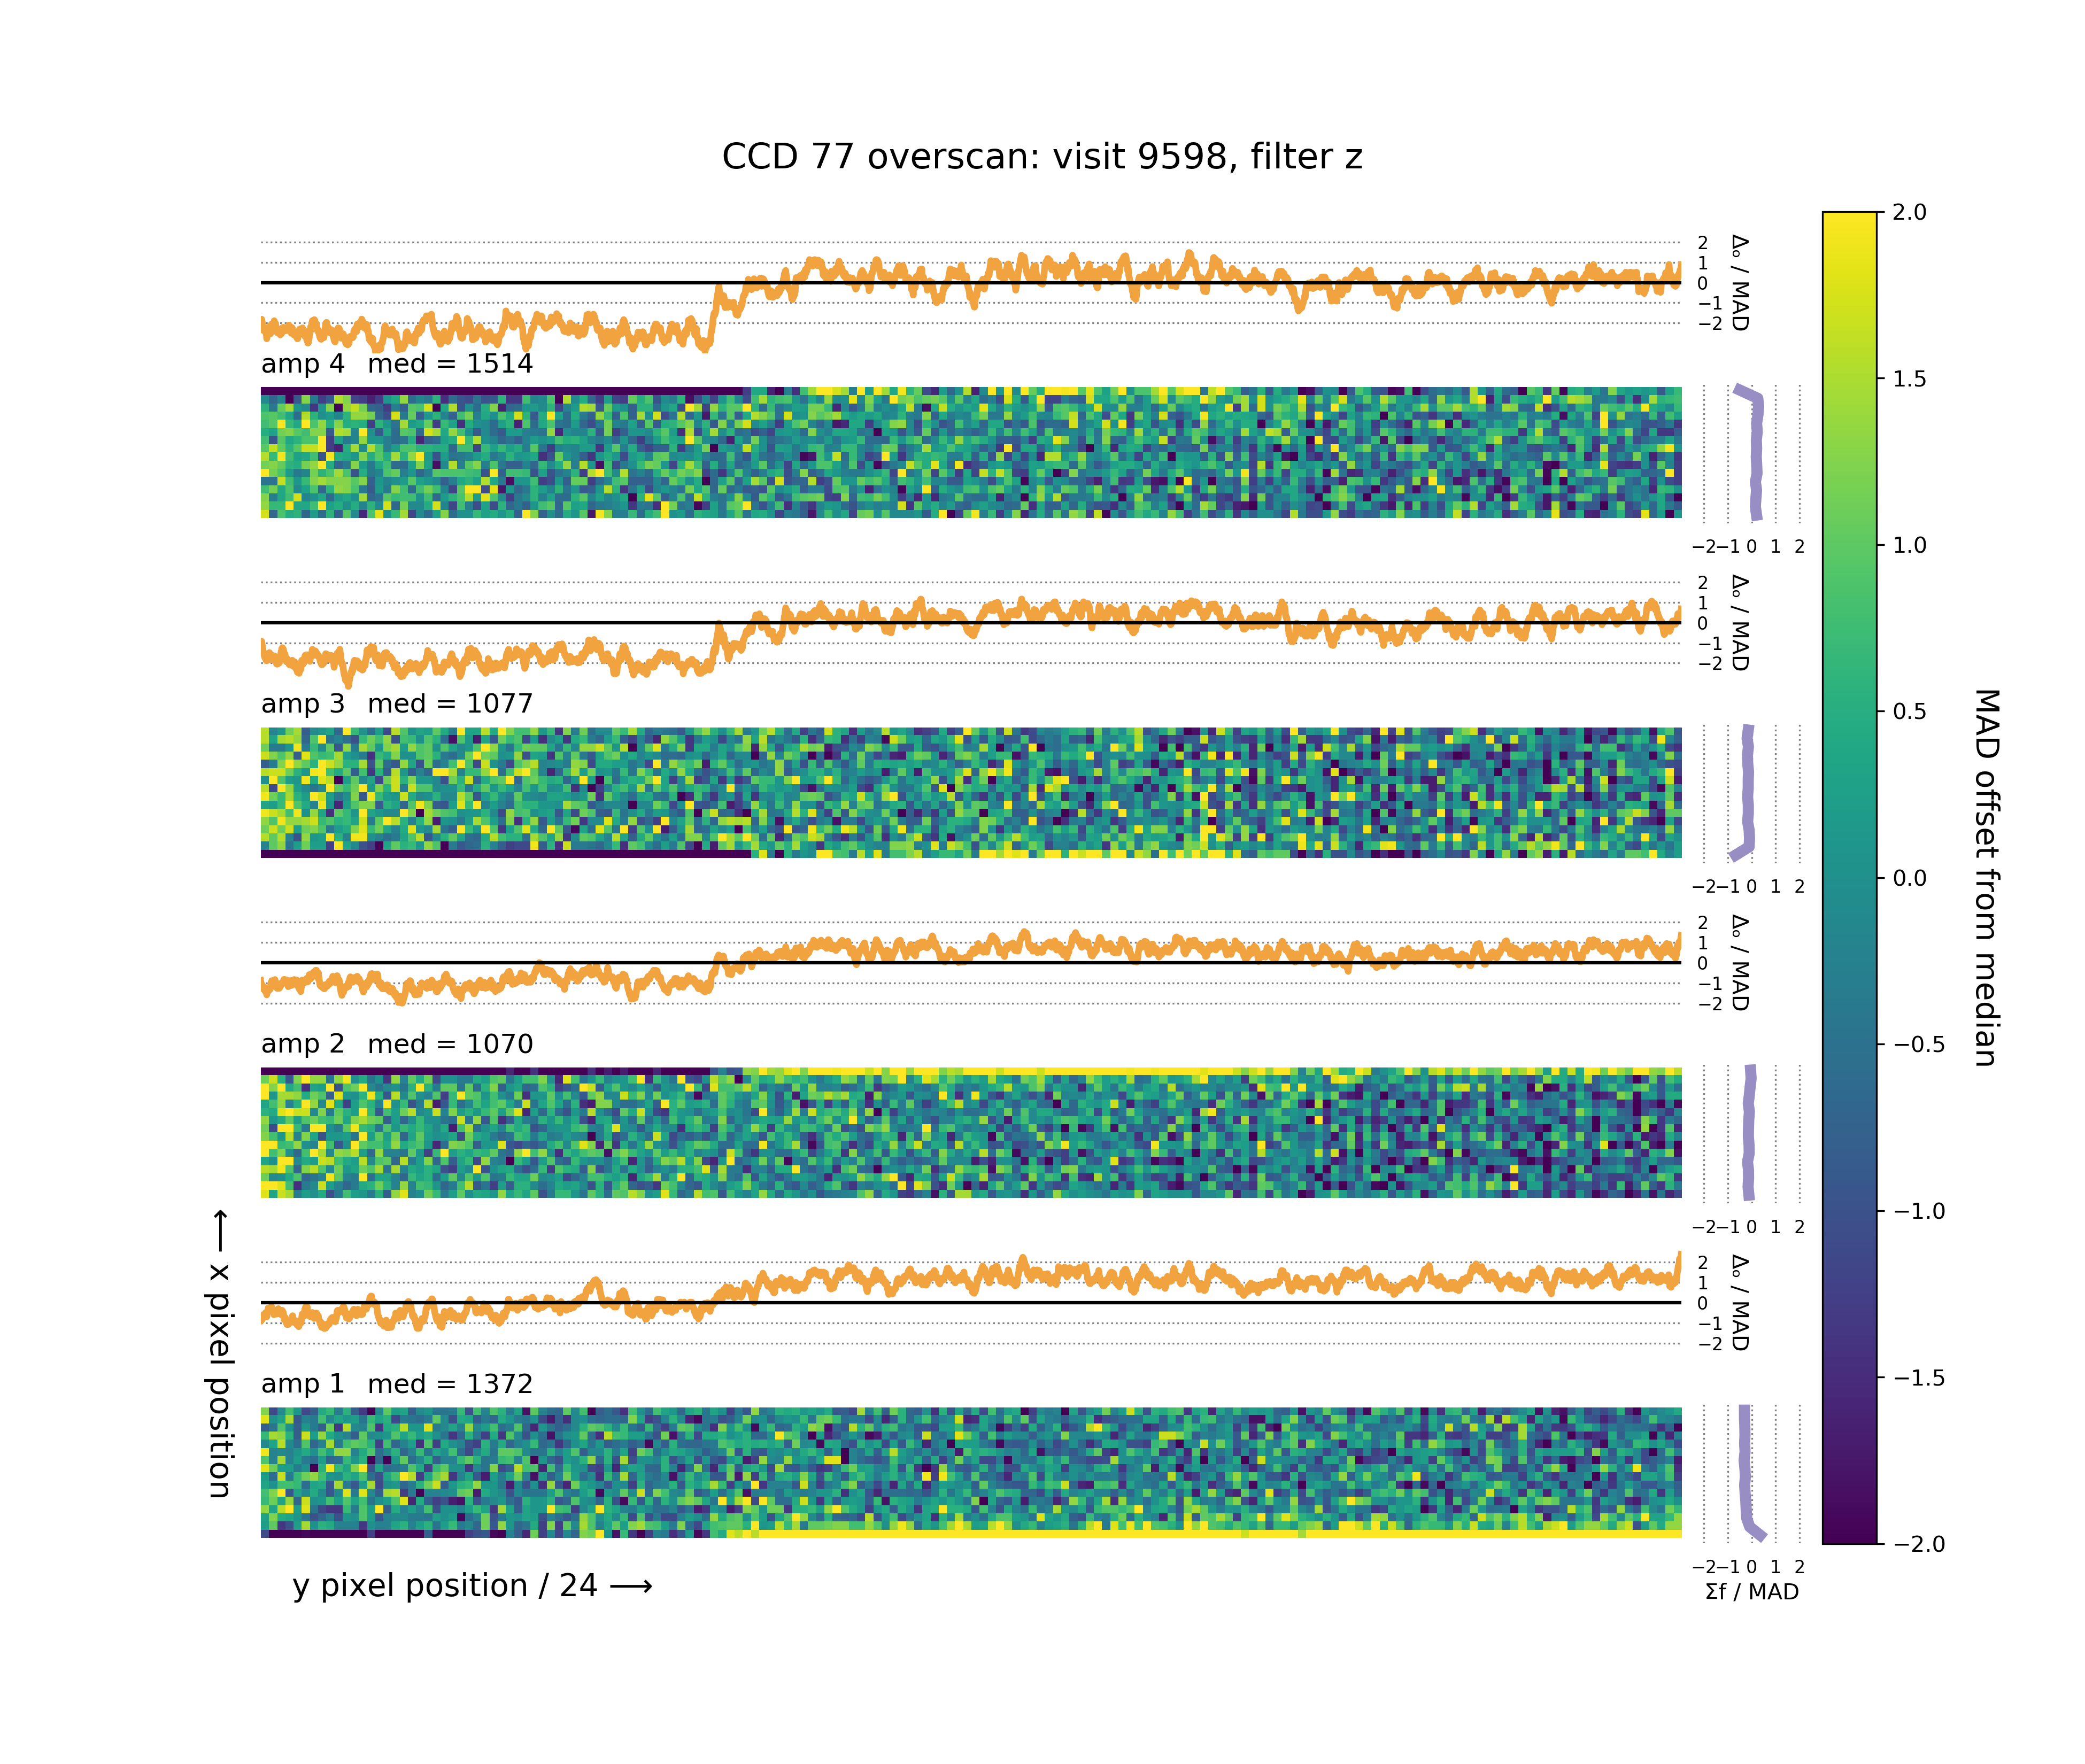 CCD 77 overscan: visit 9598, filter z
2
1
0
−1
−2
Δₒ / MAD
amp 4 med = 1514
−2 −1 0 1 2
2
1
0
−1
−2
Δₒ / MAD
amp 3 med = 1077
−2 −1 0 1 2
2
1
0
−1
−2
Δₒ / MAD
amp 2 med = 1070
−2 −1 0 1 2
2
1
0
−1
−2
Δₒ / MAD
amp 1 med = 1372
−2 −1 0 1 2
Σf / MAD
y pixel position / 24 ⟶
⟵ x pixel position
2.0
1.5
1.0
0.5
0.0
−0.5
−1.0
−1.5
−2.0
MAD offset from median